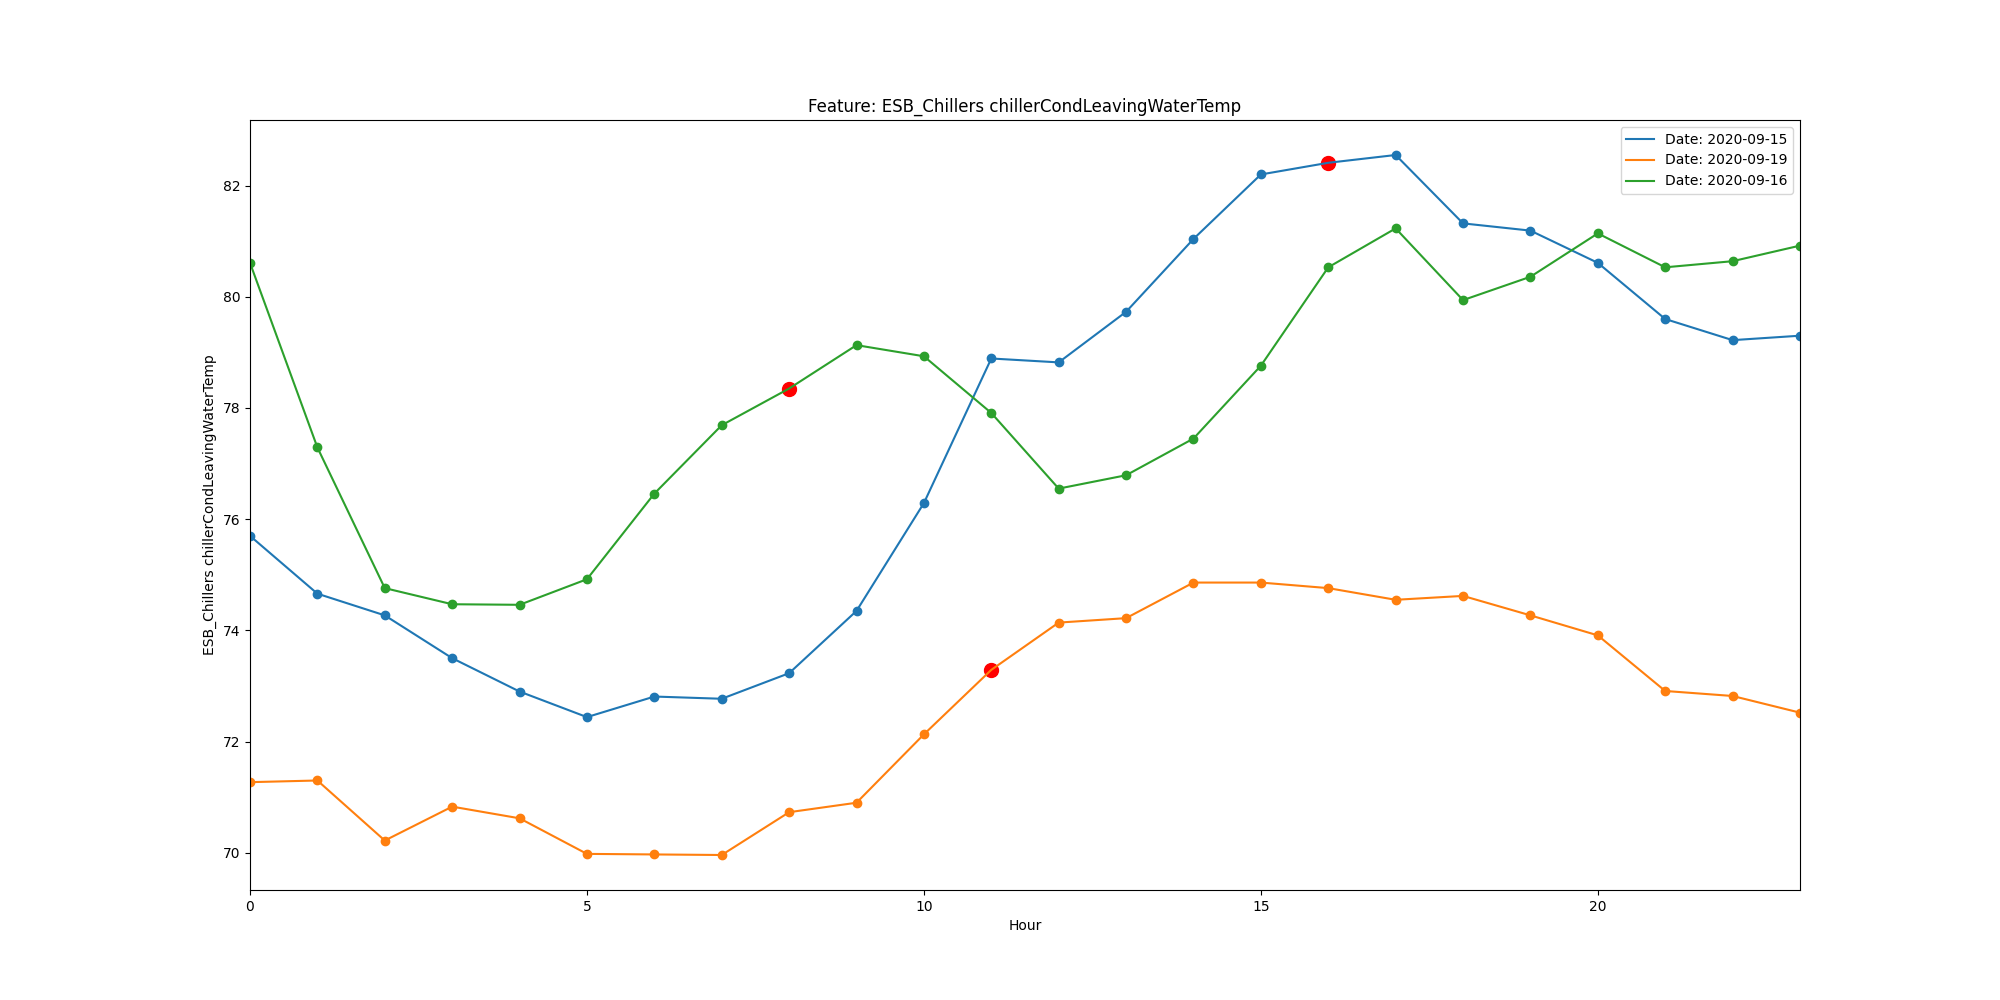 Feature: ESB_Chillers chillerCondLeavingWaterTemp
Date: 2020-09-15
Date: 2020-09-19
Date: 2020-09-16
ESB_Chillers chillerCondLeavingWaterTemp
82
80
78
76
74
72
70
0 5 10 15 20
Hour